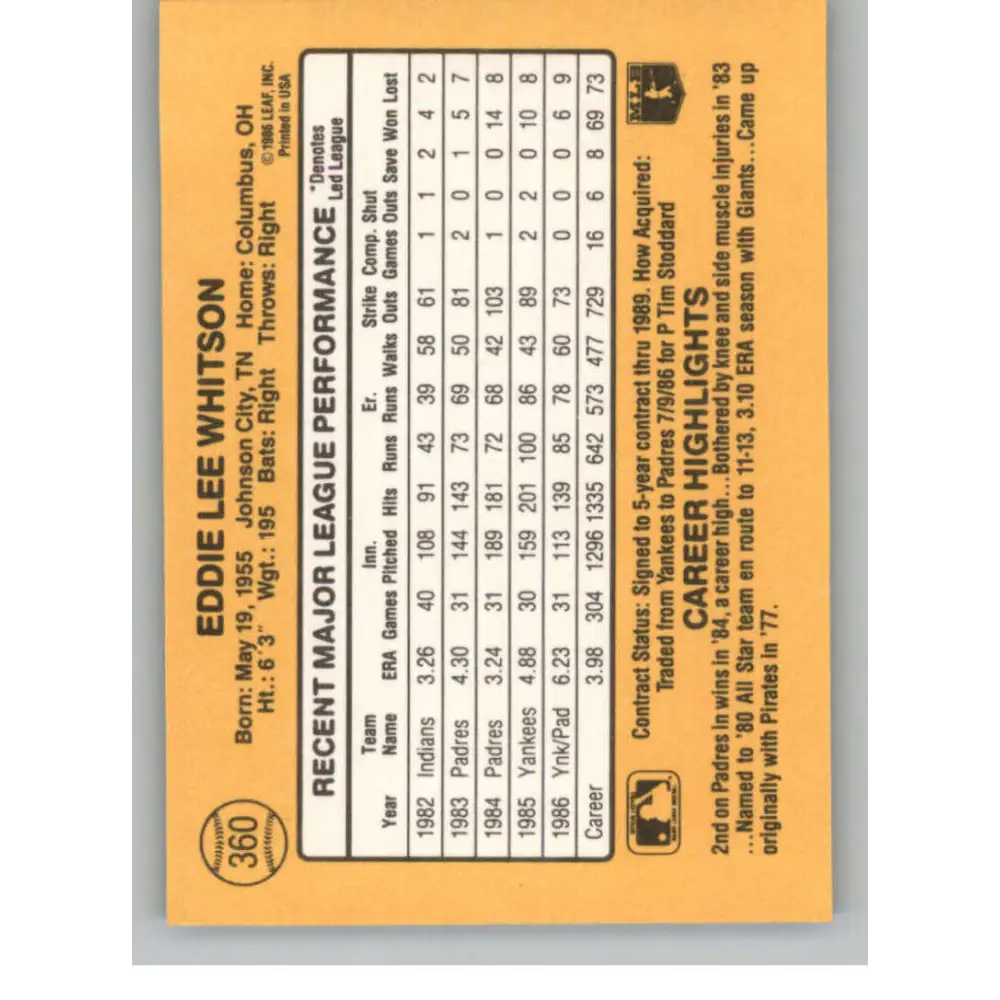 360
EDDIE LEE WHITSON
Born: May 19, 1955 Johnson City, TN Home: Columbus, OH
Ht.: 6'3" Wgt.: 195 Bats: Right Throws: Right
© 1986 LEAF, INC.
Printed in USA
RECENT MAJOR LEAGUE PERFORMANCE *Denotes Led League
Year Team Name ERA Games Inn. Pitched Hits Runs Er. Runs Walks Strike Outs Comp. Games Shut Outs Save Won Lost
1982 Indians 3.26 40 108 91 43 39 58 61 1 1 2 4 2
1983 Padres 4.30 31 144 143 73 69 50 81 2 0 1 5 7
1984 Padres 3.24 31 189 181 72 68 42 103 1 0 0 14 8
1985 Yankees 4.88 30 159 201 100 86 43 89 2 2 0 10 8
1986 Ynk/Pad 6.23 31 113 139 85 78 60 73 0 0 0 6 9
Career 3.98 304 1296 1335 642 573 477 729 16 6 8 69 73
Contract Status: Signed to 5-year contract thru 1989. How Acquired:
Traded from Yankees to Padres 7/9/86 for P Tim Stoddard
MLB
CAREER HIGHLIGHTS
2nd on Padres in wins in '84, a career high...Bothered by knee and side muscle injuries in '83
...Named to '80 All Star team en route to 11-13, 3.10 ERA season with Giants...Came up
originally with Pirates in '77.